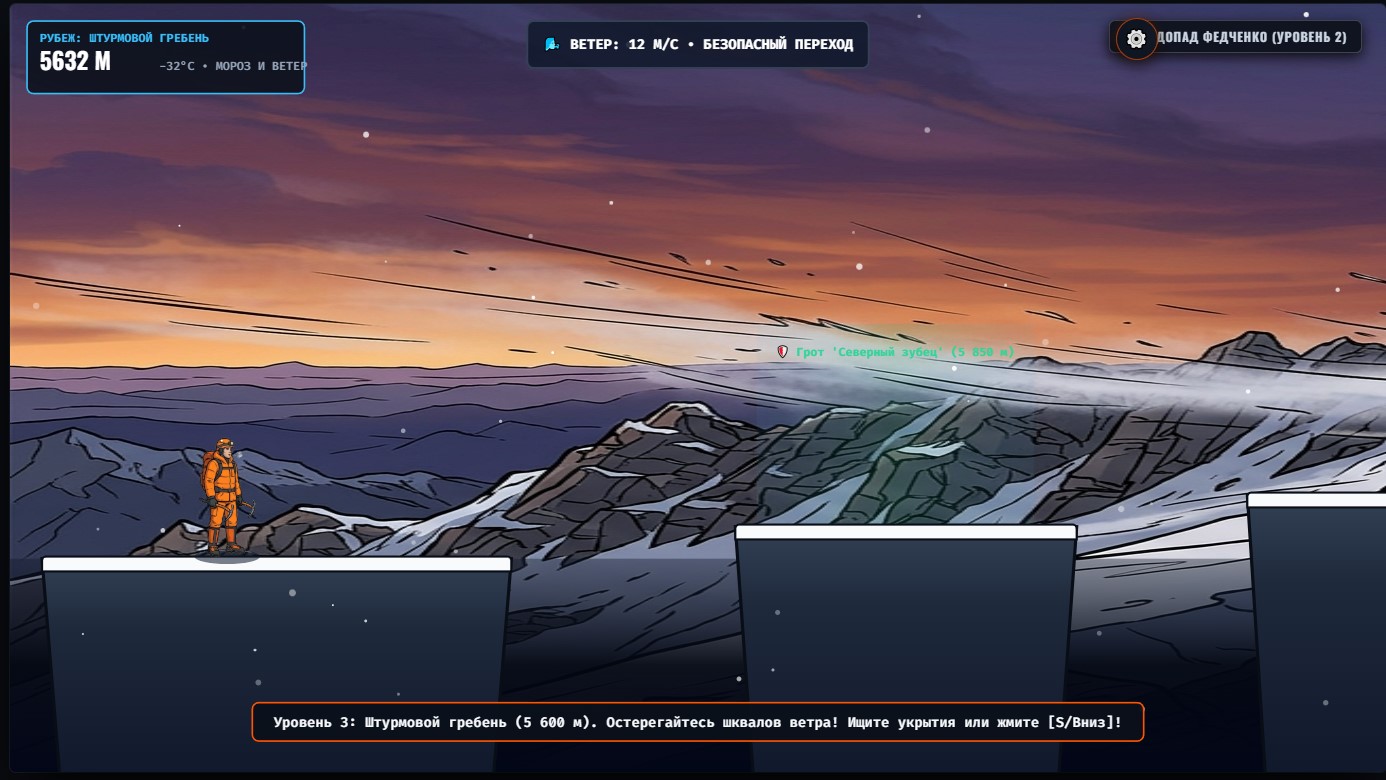 РУБЕЖ: ШТУРМОВОЙ ГРЕБЕНЬ
5632 М
-32°C • МОРОЗ И ВЕТЕР
ВЕТЕР: 12 М/С • БЕЗОПАСНЫЙ ПЕРЕХОД
ДОПАД ФЕДЧЕНКО (УРОВЕНЬ 2)
Грот 'Северный зубец' (5 650 м)
Уровень 3: Штурмовой гребень (5 600 м). Остерегайтесь шквалов ветра! Ищите укрытия или жмите [S/Вниз]!